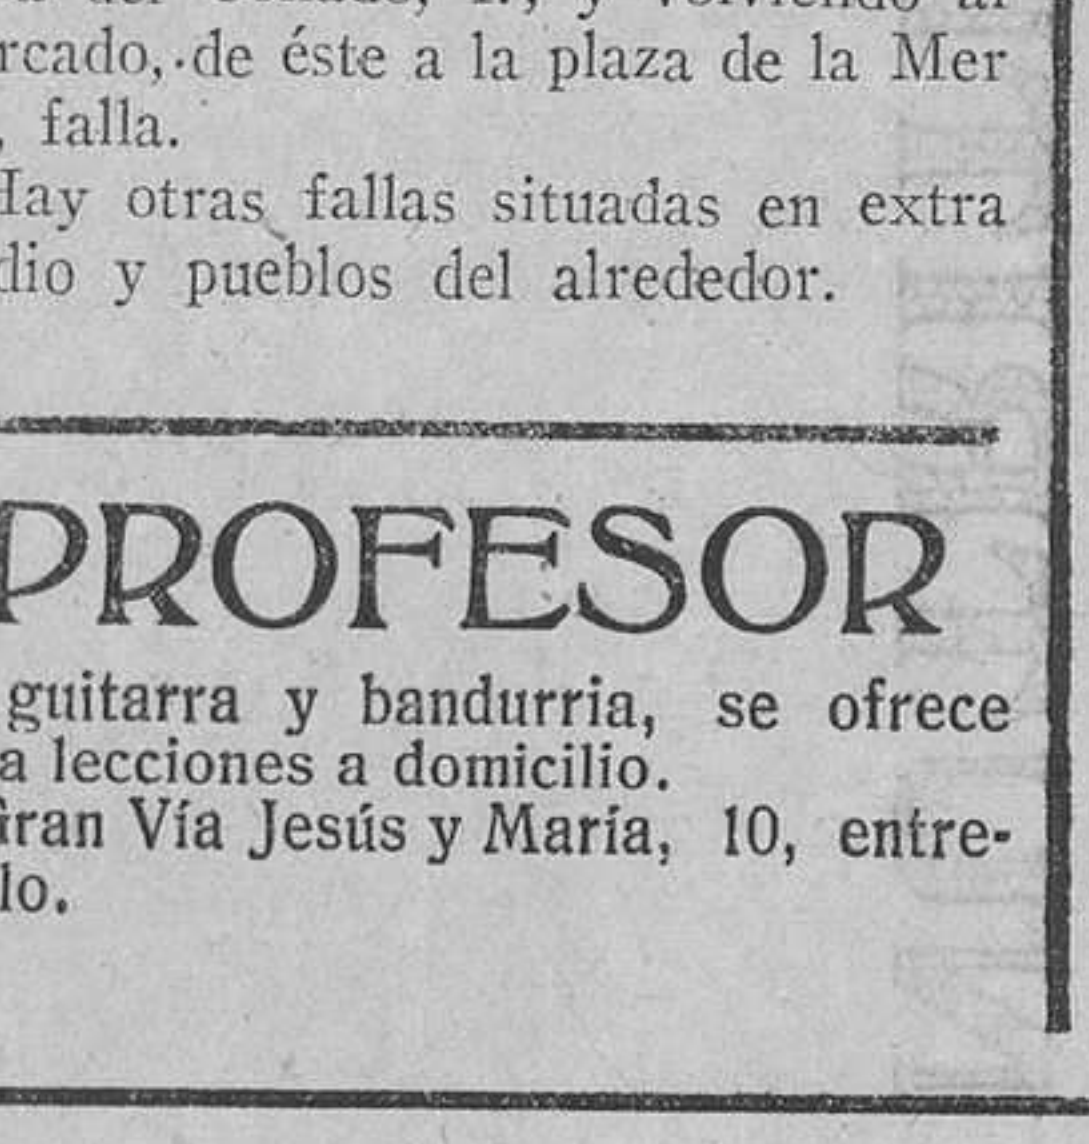 rcado, de éste a la plaza de la Mer
, falla.
Hay otras fallas situadas en extra
dio y pueblos del alrededor.
PROFESOR
guitarra y bandurria, se ofrece
a lecciones a domicilio.
Gran Vía Jesús y María, 10, entre-
lo.